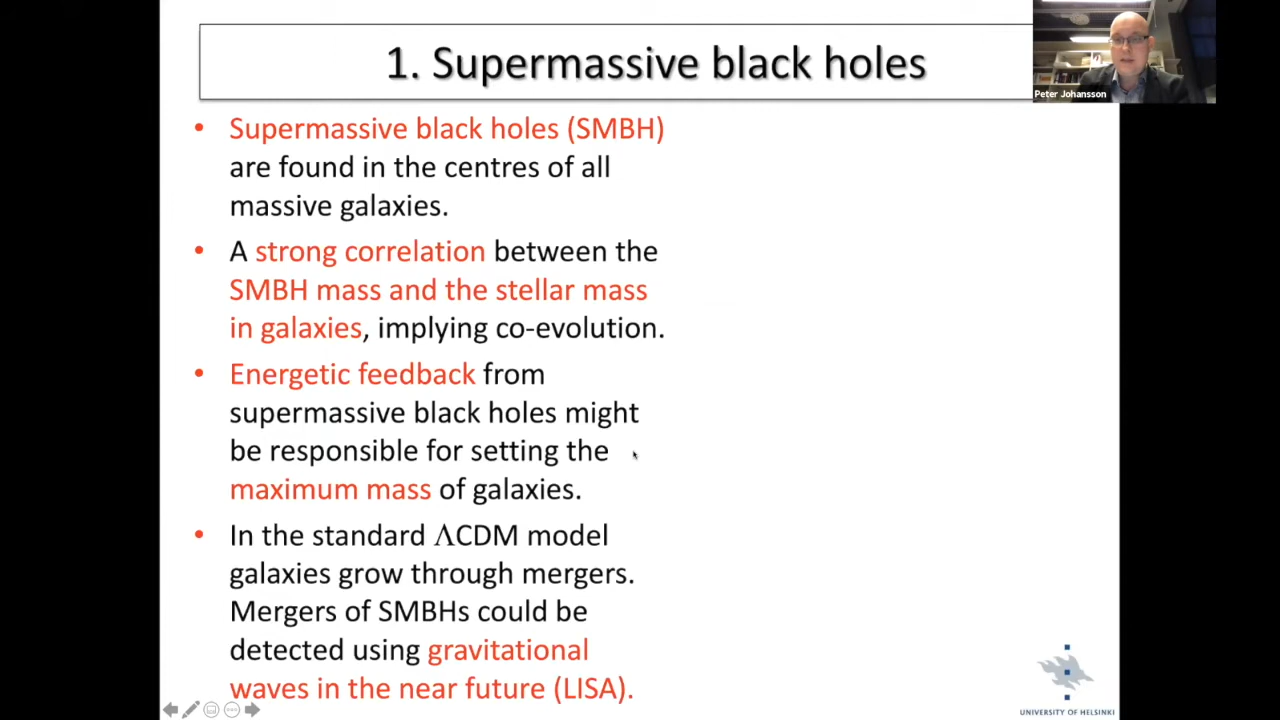 1. Supermassive black holes
Peter Johansson
• Supermassive black holes (SMBH)
are found in the centres of all
massive galaxies.
• A strong correlation between the
SMBH mass and the stellar mass
in galaxies, implying co-evolution.
• Energetic feedback from
supermassive black holes might
be responsible for setting the
maximum mass of galaxies.
• In the standard ΛCDM model
galaxies grow through mergers.
Mergers of SMBHs could be
detected using gravitational
waves in the near future (LISA).
UNIVERSITY OF HELSINKI